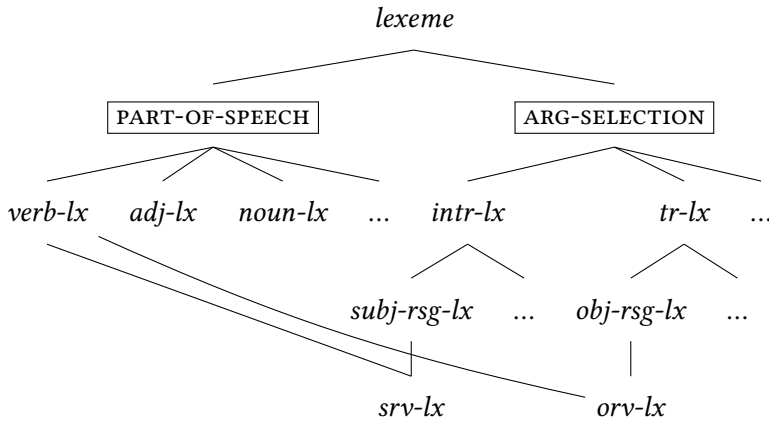 lexeme
PART-OF-SPEECH ARG-SELECTION
verb-lx adj-lx noun-lx ... intr-lx tr-lx ...
subj-rsg-lx ... obj-rsg-lx ...
srv-lx orv-lx